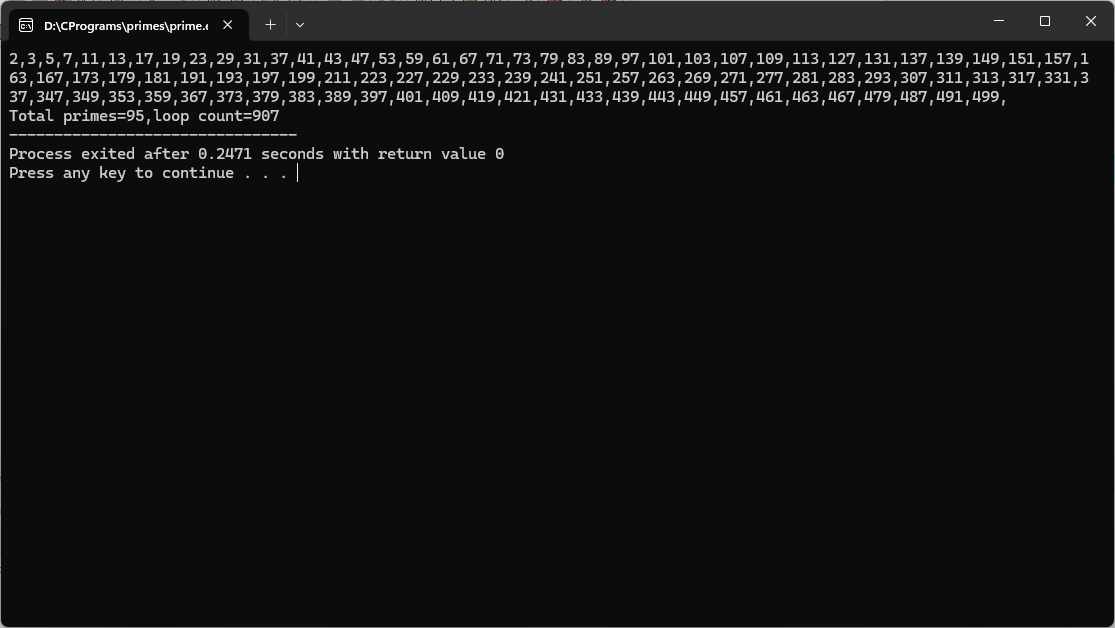 D:\CPrograms\primes\prime.e
2,3,5,7,11,13,17,19,23,29,31,37,41,43,47,53,59,61,67,71,73,79,83,89,97,101,103,107,109,113,127,131,137,139,149,151,157,1
63,167,173,179,181,191,193,197,199,211,223,227,229,233,239,241,251,257,263,269,271,277,281,283,293,307,311,313,317,331,3
37,347,349,353,359,367,373,379,383,389,397,401,409,419,421,431,433,439,443,449,457,461,463,467,479,487,491,499,
Total primes=95,loop count=907
--------------------------------
Process exited after 0.2471 seconds with return value 0
Press any key to continue . . .